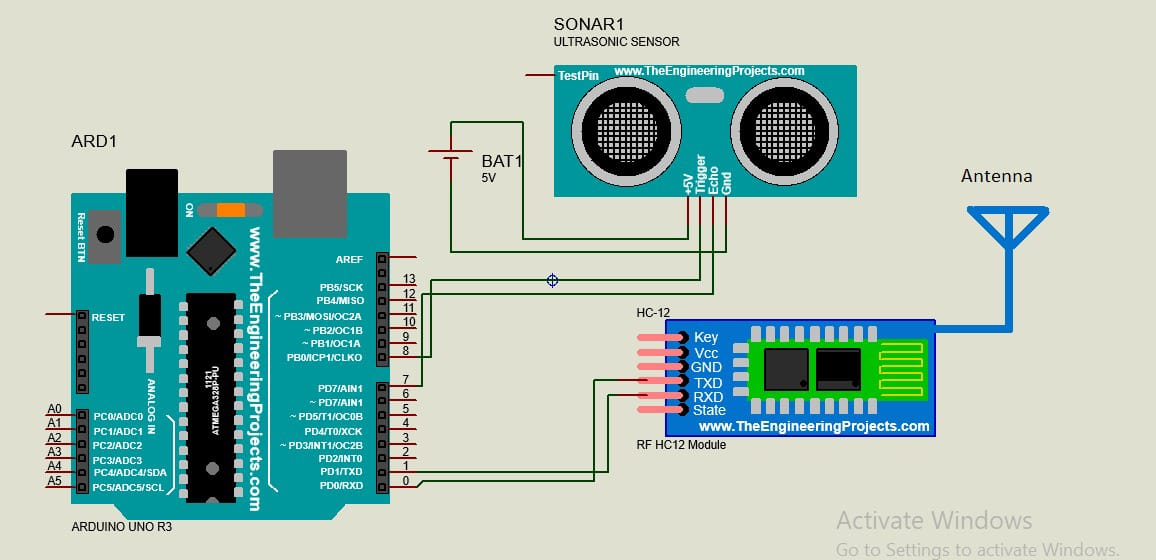 SONAR1
ULTRASONIC SENSOR
TestPin
www.TheEngineeringProjects.com
+5V
Trigger
Echo
Gnd
BAT1
5V
Antenna
ARD1
ON
Reset BTN
www.TheEngineeringProjects.com
AREF
PB5/SCK 13
PB4/MISO 12
~ PB3/MOSI/OC2A 11
~ PB2/OC1B 10
~ PB1/OC1A 9
PB0/ICP1/CLKO 8
RESET
1121
ATMEGA328P-PU
ANALOG IN
PD7/AIN1 7
~ PD7/AIN1 6
~ PD5/T1/OC0B 5
PD4/T0/XCK 4
~ PD3/INT1/OC2B 3
PD2/INT0 2
PD1/TXD 1
PD0/RXD 0
A0 PC0/ADC0
A1 PC1/ADC1
A2 PC2/ADC2
A3 PC3/ADC3
A4 PC4/ADC4/SDA
A5 PC5/ADC5/SCL
ARDUINO UNO R3
HC-12
Key
Vcc
GND
TXD
RXD
State
www.TheEngineeringProjects.com
RF HC12 Module
Activate Windows
Go to Settings to activate Windows.